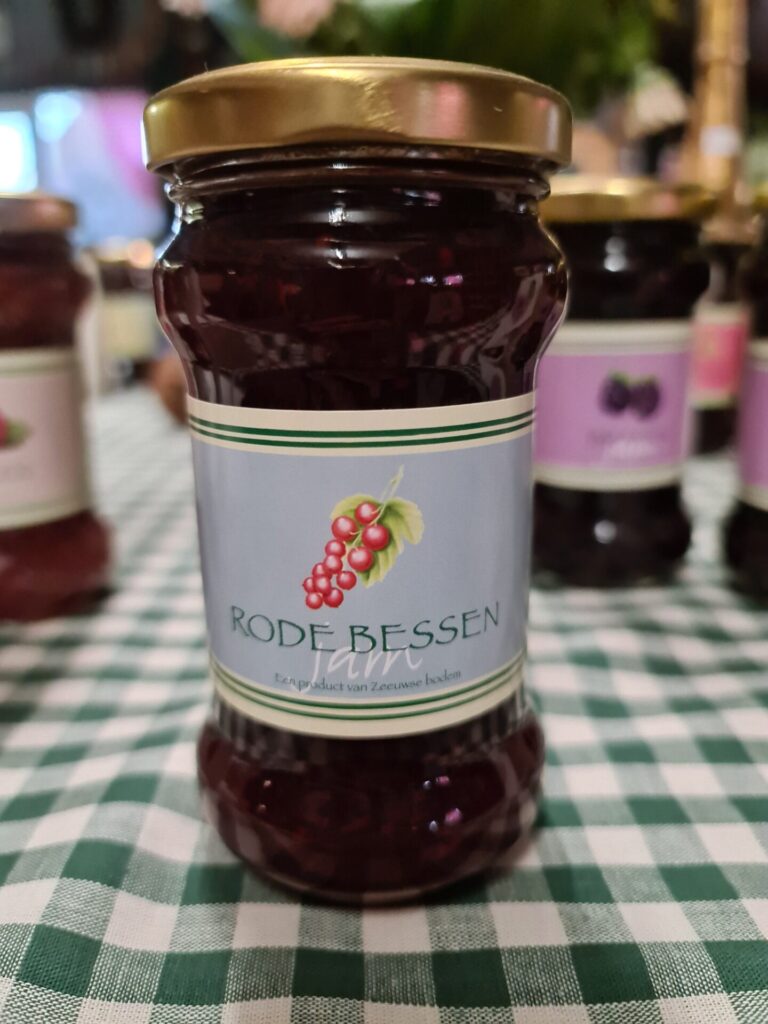 RODE BESSEN
jam
Een product van Zeeuwse bodem